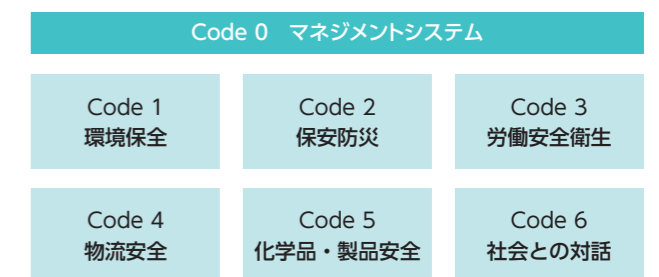 Code 0　マネジメントシステム
Code 1
環境保全
Code 2
保安防災
Code 3
労働安全衛生
Code 4
物流安全
Code 5
化学品・製品安全
Code 6
社会との対話